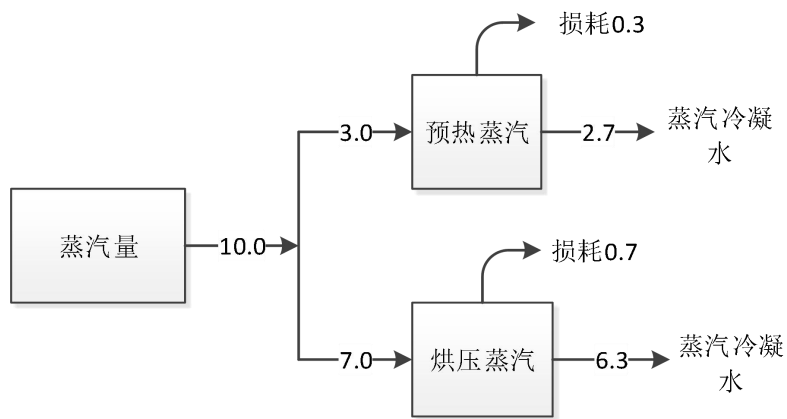 损耗0.3
3.0
预热蒸汽
2.7
蒸汽冷凝
水
蒸汽量
10.0
损耗0.7
7.0
烘压蒸汽
6.3
蒸汽冷凝
水